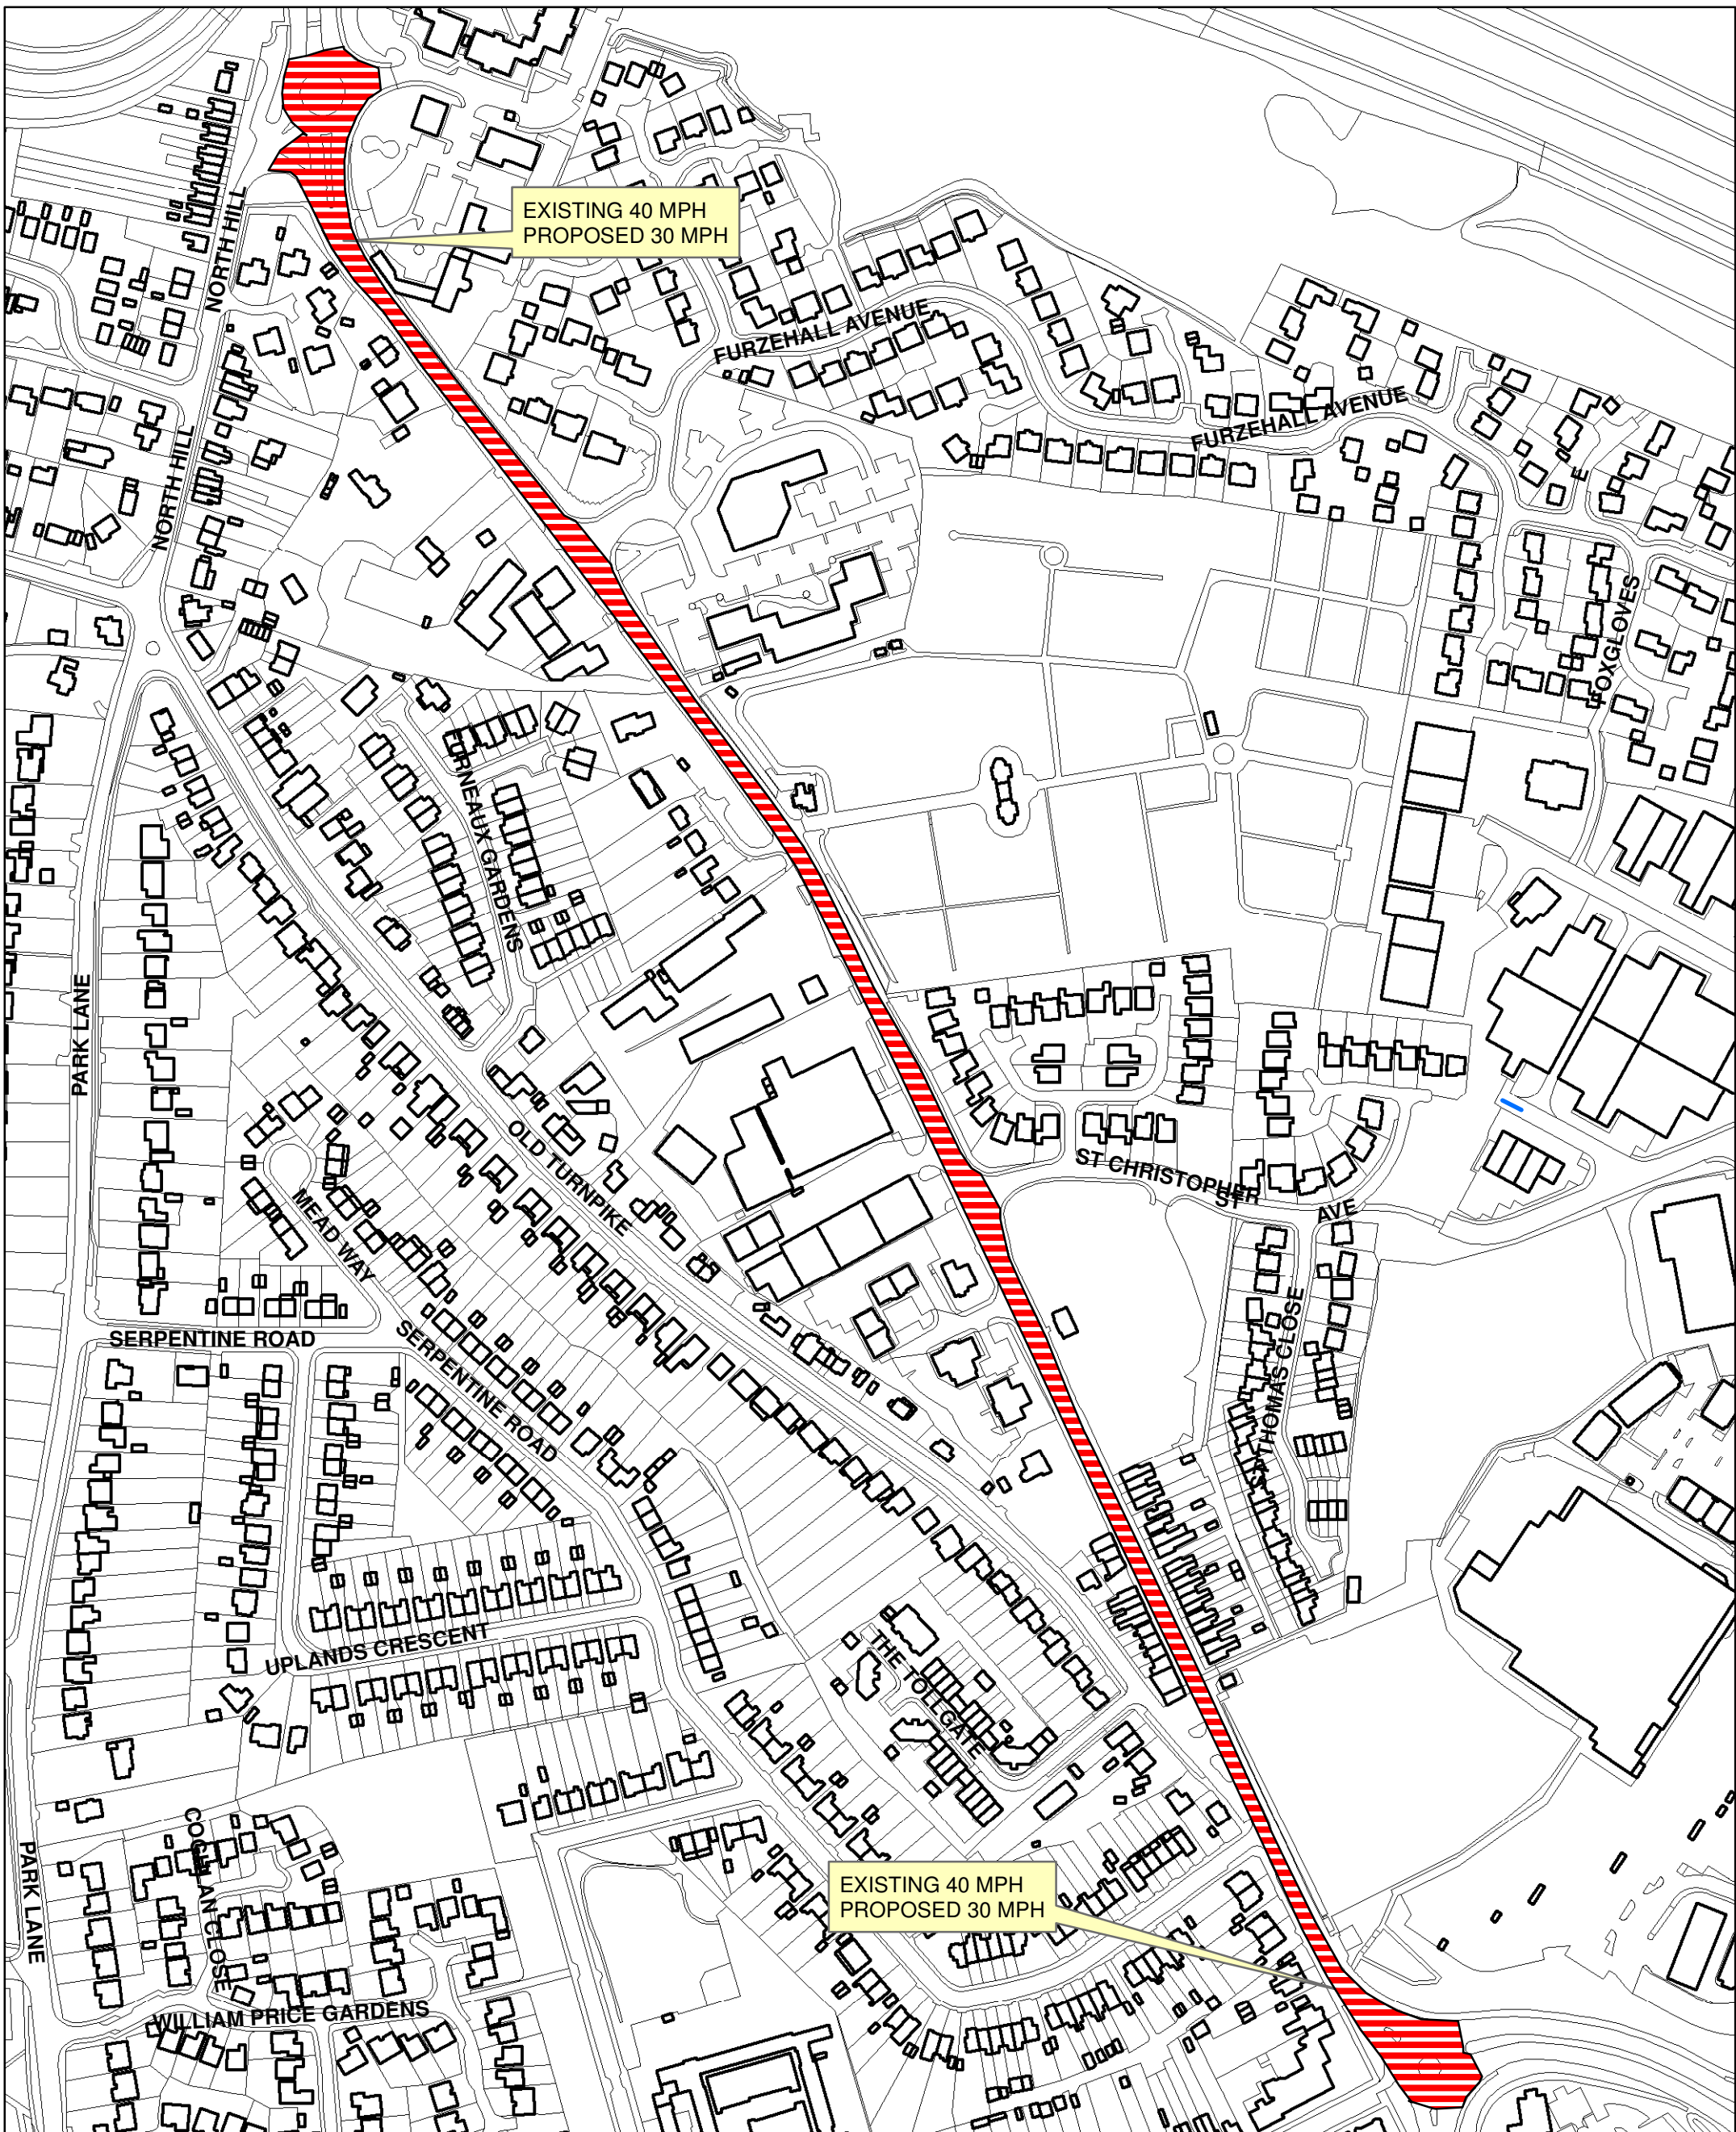 EXISTING 40 MPH
PROPOSED 30 MPH
NORTH HILL
FURZEHALL AVENUE
FURZEHALL AVENUE
NORTH HILL
E
FOXGLOVES
RNEAUX GARDENS
PARK LANE
OLD TURNPIKE
ST CHRISTOPHER
ST
AVE
MEAD WAY
SERPENTINE ROAD
SERPENTINE ROAD
ST THOMAS CLOSE
UPLANDS CRESCENT
THE TOLLGATE
COGHLAN CLOSE
PARK LANE
EXISTING 40 MPH
PROPOSED 30 MPH
WILLIAM PRICE GARDENS